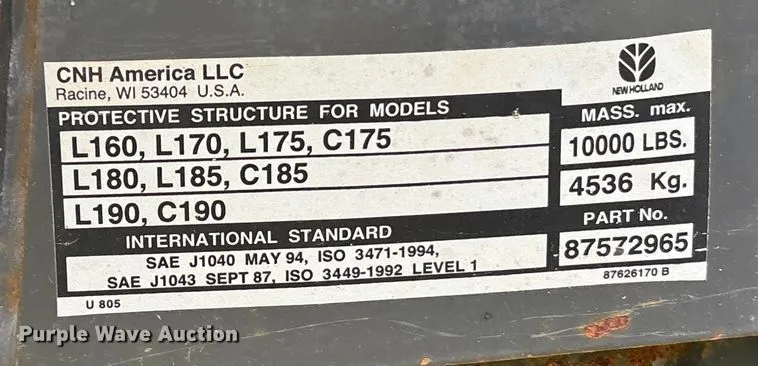 CNH America LLC
Racine, WI 53404 U.S.A.
NEW HOLLAND
PROTECTIVE STRUCTURE FOR MODELS
MASS. max.
L160, L170, L175, C175
10000 LBS.
L180, L185, C185
4536 Kg.
L190, C190
PART No.
INTERNATIONAL STANDARD
87572965
SAE J1040 MAY 94, ISO 3471-1994,
SAE J1043 SEPT 87, ISO 3449-1992 LEVEL 1
87626170 B
U 805
Purple Wave Auction